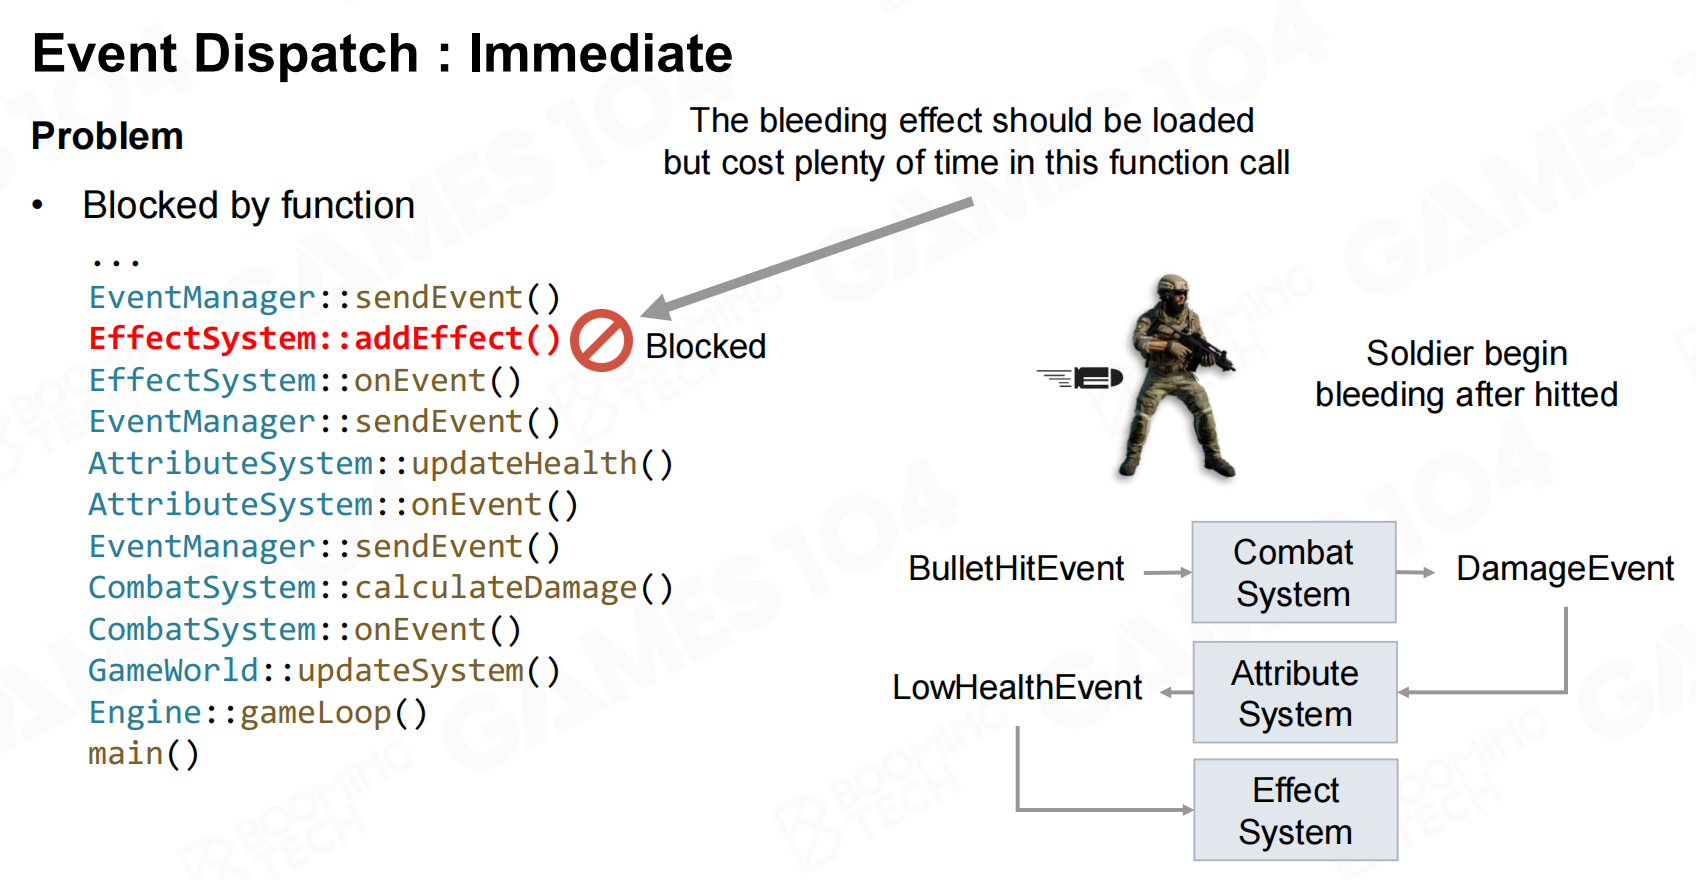 Event Dispatch : Immediate
Problem
• Blocked by function
The bleeding effect should be loaded
but cost plenty of time in this function call
...
EventManager::sendEvent()
EffectSystem::addEffect()
Blocked
EffectSystem::onEvent()
EventManager::sendEvent()
AttributeSystem::updateHealth()
AttributeSystem::onEvent()
EventManager::sendEvent()
CombatSystem::calculateDamage()
CombatSystem::onEvent()
GameWorld::updateSystem()
Engine::gameLoop()
main()
Soldier begin
bleeding after hitted
BulletHitEvent
Combat
System
DamageEvent
LowHealthEvent
Attribute
System
Effect
System
GAMES104
BOOMING
TECH